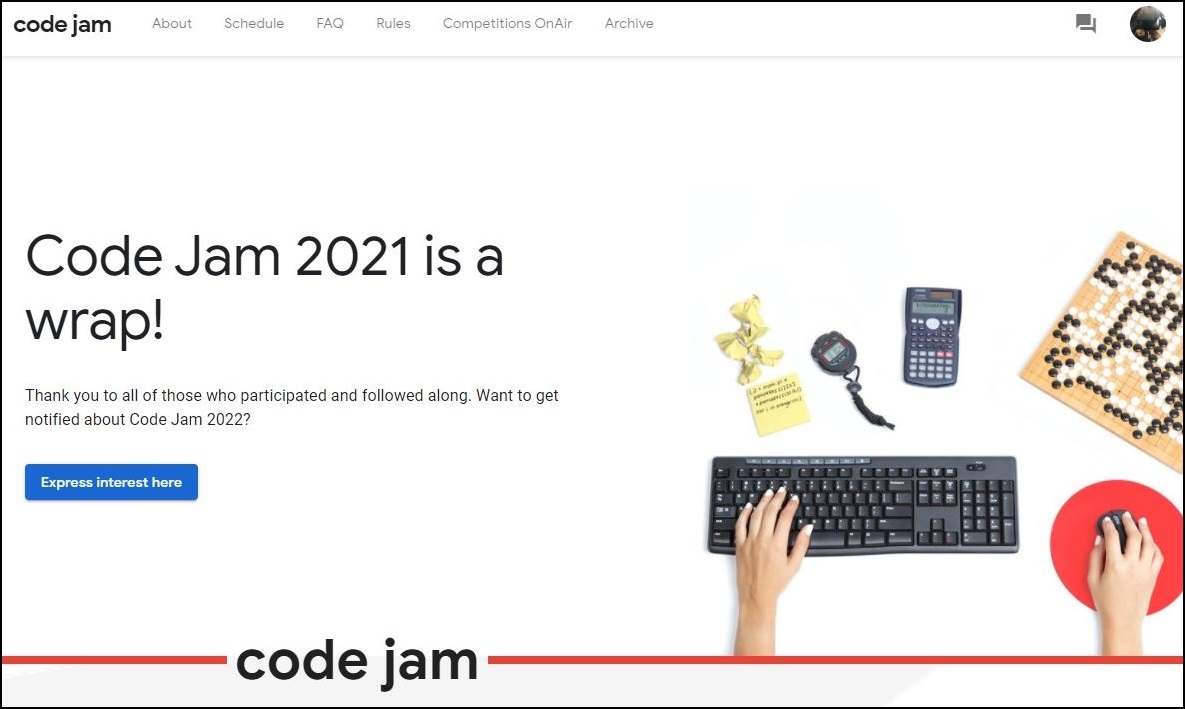 code jam About Schedule FAQ Rules Competitions OnAir Archive
Code Jam 2021 is a
wrap!
Thank you to all of those who participated and followed along. Want to get
notified about Code Jam 2022?
Express interest here
code jam